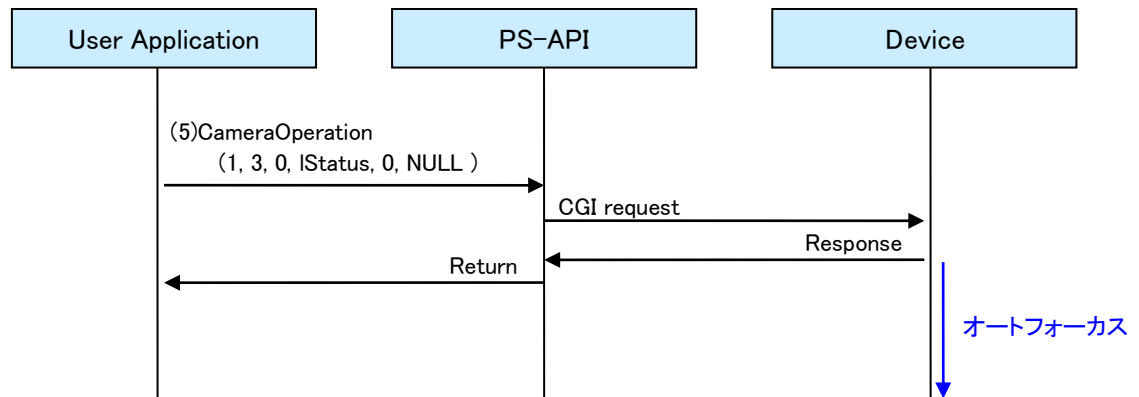 User Application
PS-API
Device
(5)CameraOperation
(1, 3, 0, lStatus, 0, NULL )
CGI request
Response
Return
オートフォーカス